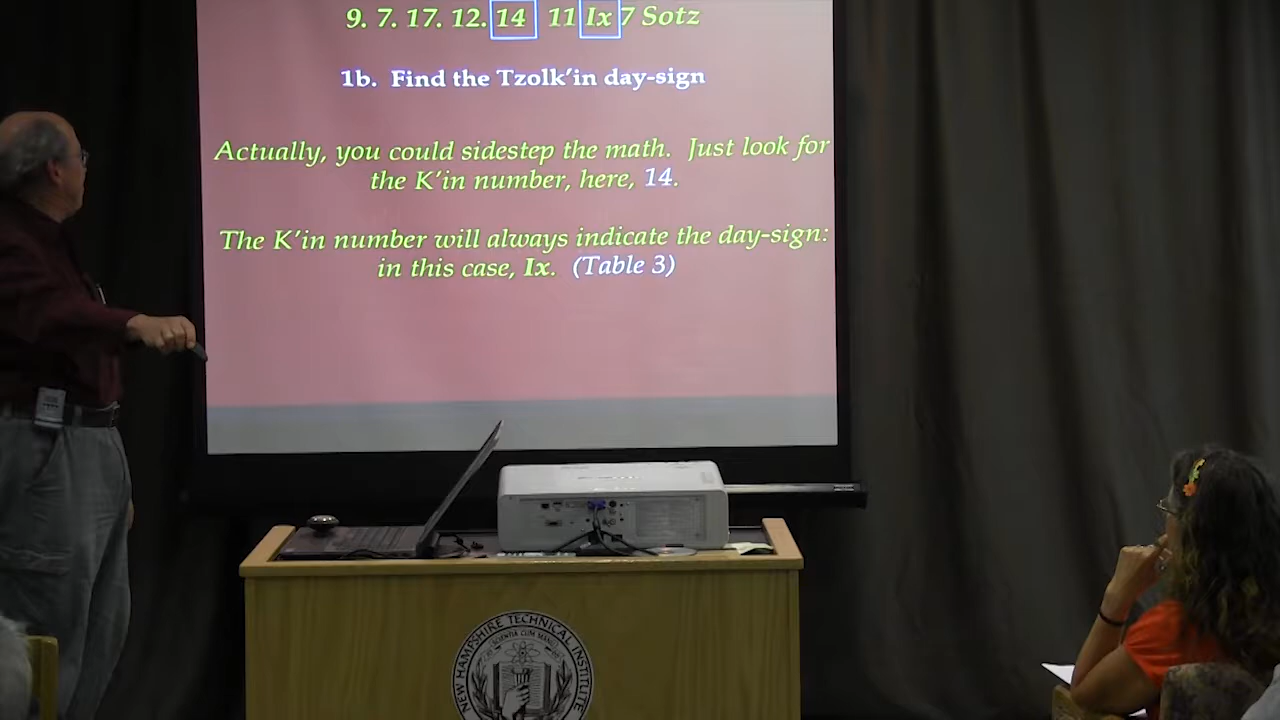 9. 7. 17. 12. 14 11 Ix 7 Sotz
1b. Find the Tzolk'in day-sign
Actually, you could sidestep the math. Just look for
the K'in number, here, 14.
The K'in number will always indicate the day-sign:
in this case, Ix. (Table 3)
NEW HAMPSHIRE TECHNICAL INSTITUTE